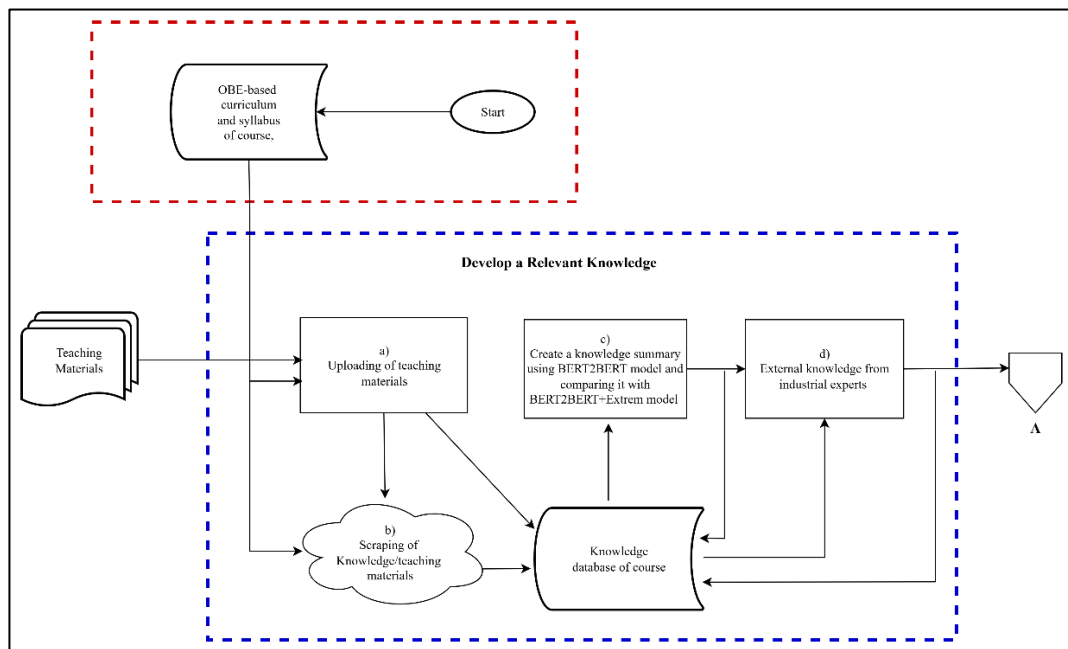 OBE-based
curriculum
and syllabus
of course,
Start
Develop a Relevant Knowledge
Teaching
Materials
a)
Uploading of teaching
materials
c)
Create a knowledge summary
using BERT2BERT model and
comparing it with
BERT2BERT+Extrem model
d)
External knowledge from
industrial experts
A
b)
Scraping of
Knowledge/teaching
materials
Knowledge
database of course